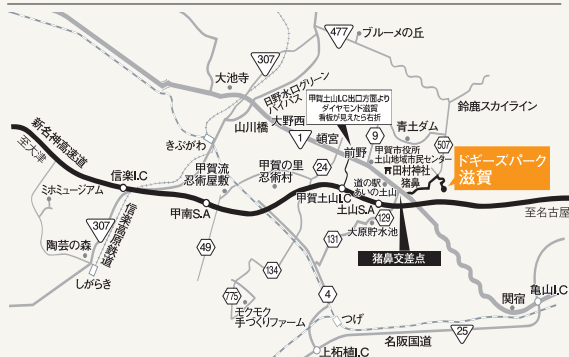 477
ブルーメの丘
307
大池寺
日野水口グリーン
バイパス
甲賀土山I.C出口方面より
ダイヤモンド滋賀
看板が見えたら右折
鈴鹿スカイライン
山川橋
大野西
1
頓宮
9
青土ダム
507
新名神高速道
至大津
きぶかわ
前野
甲賀市役所
土山地域市民センター
田村神社
ドギーズパーク
滋賀
信楽I.C
甲賀流
忍術屋敷
甲賀の里
忍術村
24
道の駅
あいの土山
猪鼻
ミホミュージアム
甲賀土山I.C
土山S.A
307
信楽高原鉄道
甲南S.A
129
至名古屋
大原貯水池
陶芸の森
49
131
猪鼻交差点
134
しがらき
775
4
モクモク
手づくりファーム
つげ
関宿
亀山I.C
名阪国道
25
上柘植I.C